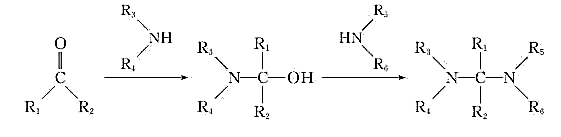 O
C
R₁
R₂
R₃
NH
R₄
R₃
R₄
N
R₁
C
OH
R₂
R₅
HN
R₆
R₃
R₄
N
R₁
C
R₂
N
R₅
R₆